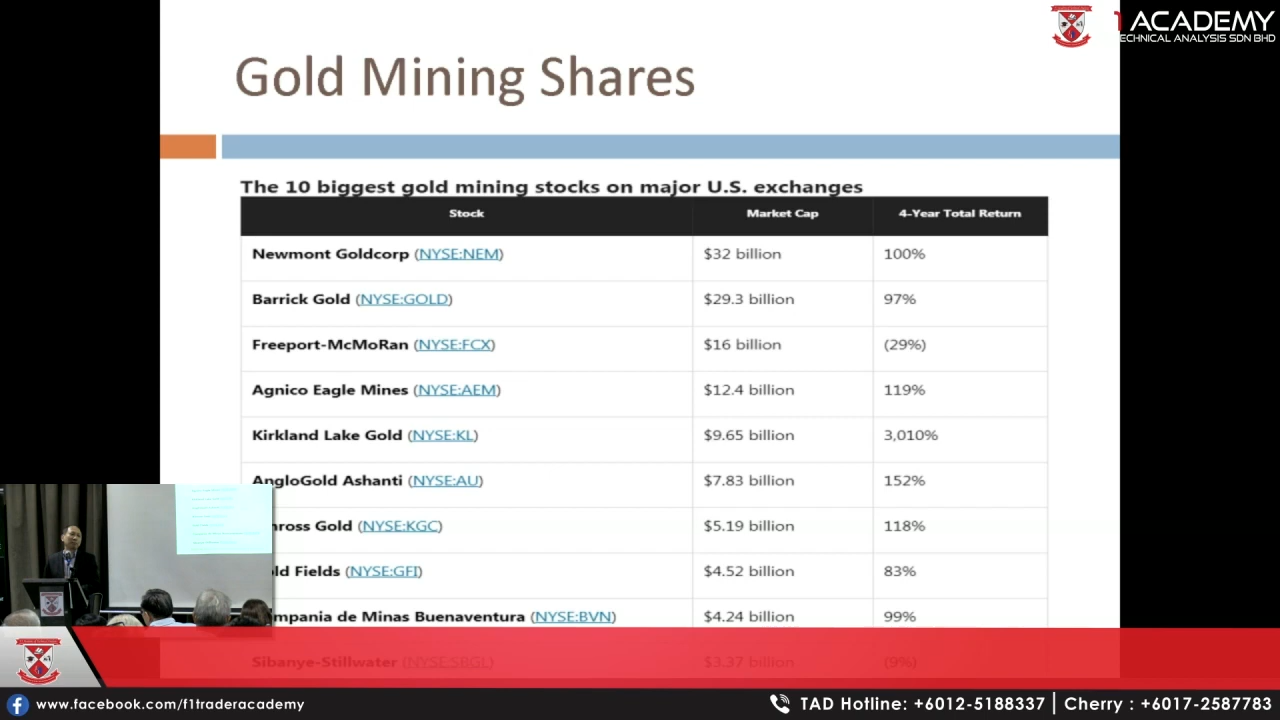 ACADEMY
TECHNICAL ANALYSIS SDN BHD
Gold Mining Shares
The 10 biggest gold mining stocks on major U.S. exchanges
Stock Market Cap 4-Year Total Return
Newmont Goldcorp (NYSE:NEM) $32 billion 100%
Barrick Gold (NYSE:GOLD) $29.3 billion 97%
Freeport-McMoRan (NYSE:FCX) $16 billion (29%)
Agnico Eagle Mines (NYSE:AEM) $12.4 billion 119%
Kirkland Lake Gold (NYSE:KL) $9.65 billion 3,010%
AngloGold Ashanti (NYSE:AU) $7.83 billion 152%
nross Gold (NYSE:KGC) $5.19 billion 118%
ld Fields (NYSE:GFI) $4.52 billion 83%
mpania de Minas Buenaventura (NYSE:BVN) $4.24 billion 99%
Sibanye-Stillwater (NYSE:SBGL) $3.37 billion (9%)
www.facebook.com/f1traderacademy
TAD Hotline: +6012-5188337 | Cherry : +6017-2587783